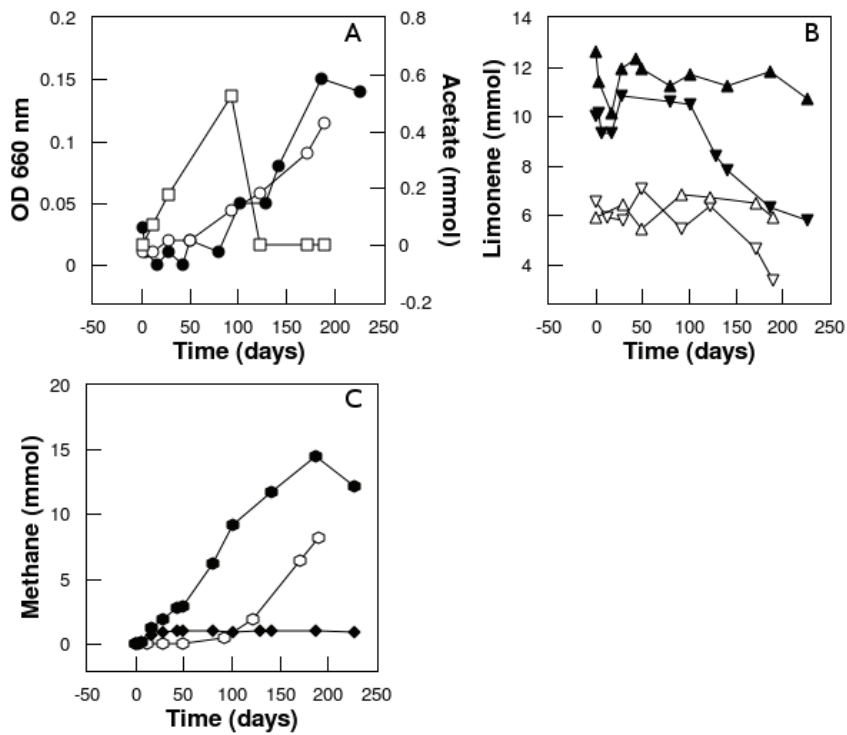 A
0.2
0.15
0.1
0.05
0
OD 660 nm
0.8
0.6
0.4
0.2
0
-0.2
Acetate (mmol)
-50 0 50 100 150 200 250
Time (days)
B
14
12
10
8
6
4
Limonene (mmol)
-50 0 50 100 150 200 250
Time (days)
C
20
15
10
5
0
Methane (mmol)
-50 0 50 100 150 200 250
Time (days)